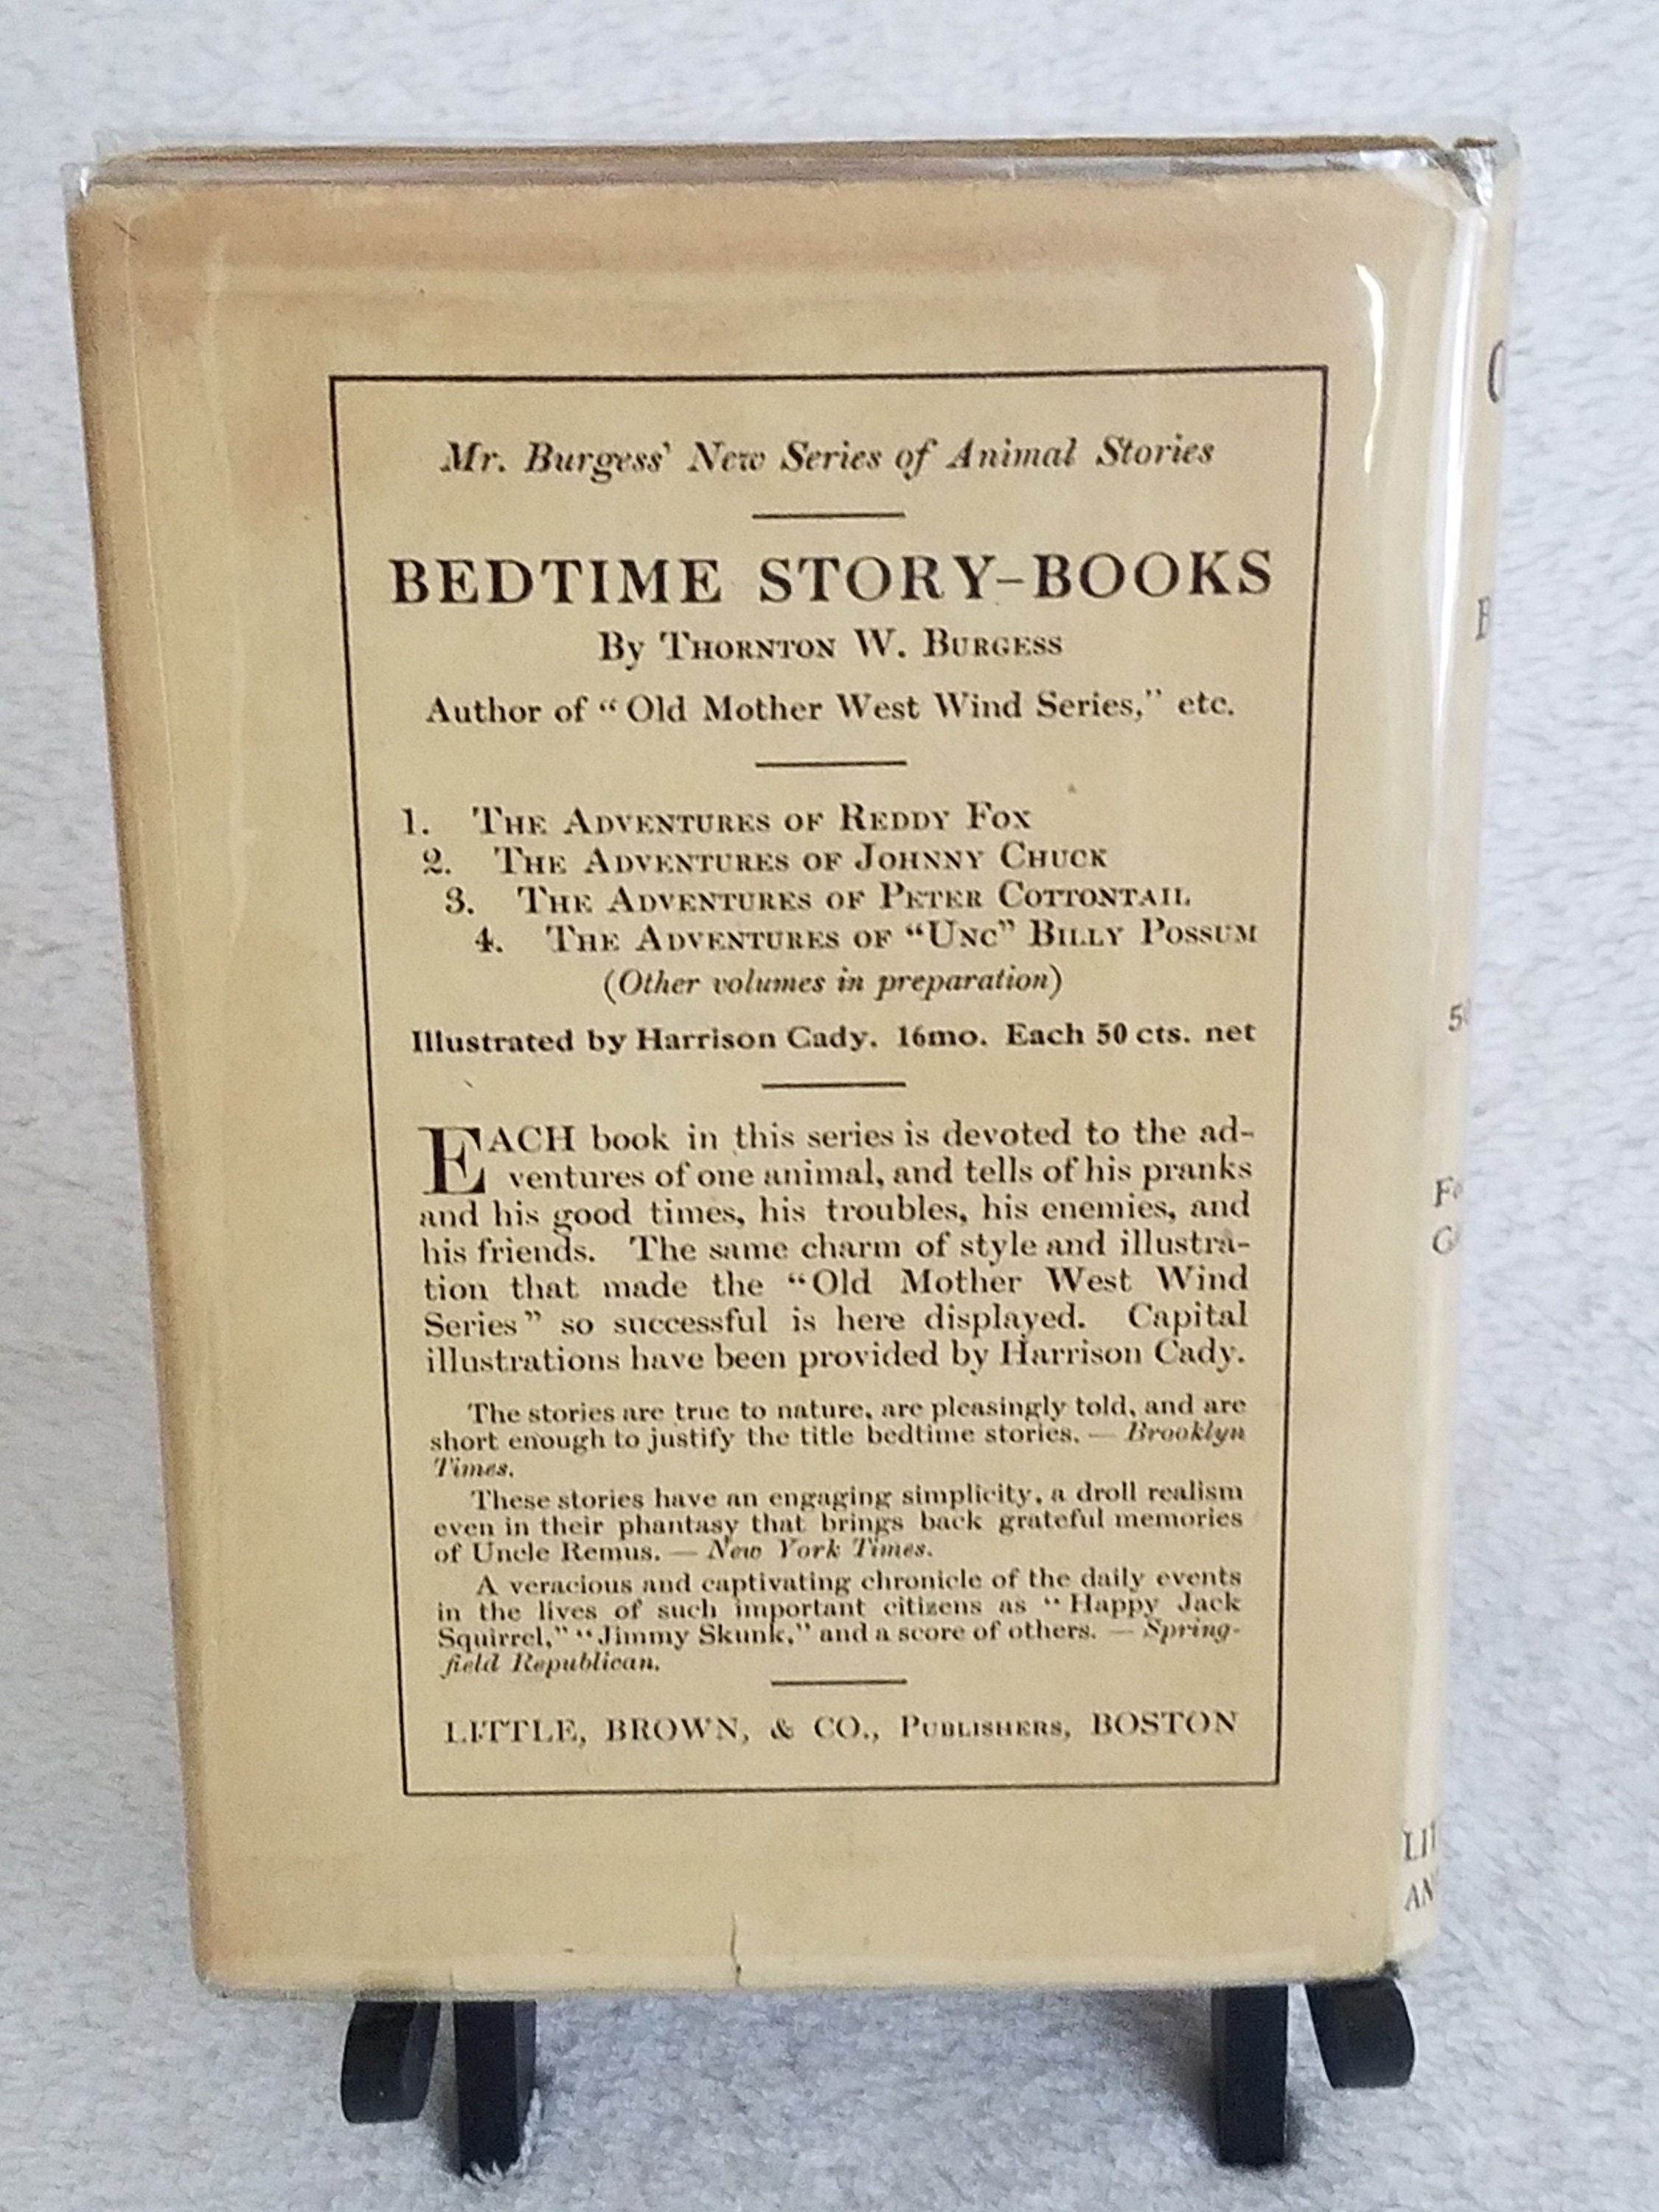 Mr. Burgess' New Series of Animal Stories
BEDTIME STORY-BOOKS
By THORNTON W. BURGESS
Author of “Old Mother West Wind Series,” etc.
1. THE ADVENTURES OF REDDY FOX
2. THE ADVENTURES OF JOHNNY CHUCK
3. THE ADVENTURES OF PETER COTTONTAIL
4. THE ADVENTURES OF “UNC” BILLY POSSUM
(Other volumes in preparation)
Illustrated by Harrison Cady. 16mo. Each 50 cts. net
EACH book in this series is devoted to the ad-
ventures of one animal, and tells of his pranks
and his good times, his troubles, his enemies, and
his friends. The same charm of style and illustra-
tion that made the “Old Mother West Wind
Series” so successful is here displayed. Capital
illustrations have been provided by Harrison Cady.
The stories are true to nature, are pleasingly told, and are
short enough to justify the title bedtime stories. — Brooklyn
Times.
These stories have an engaging simplicity, a droll realism
even in their phantasy that brings back grateful memories
of Uncle Remus. — New York Times.
A veracious and captivating chronicle of the daily events
in the lives of such important citizens as “Happy Jack
Squirrel,” “Jimmy Skunk,” and a score of others. — Spring-
field Republican.
LITTLE, BROWN, & CO., PUBLISHERS, BOSTON